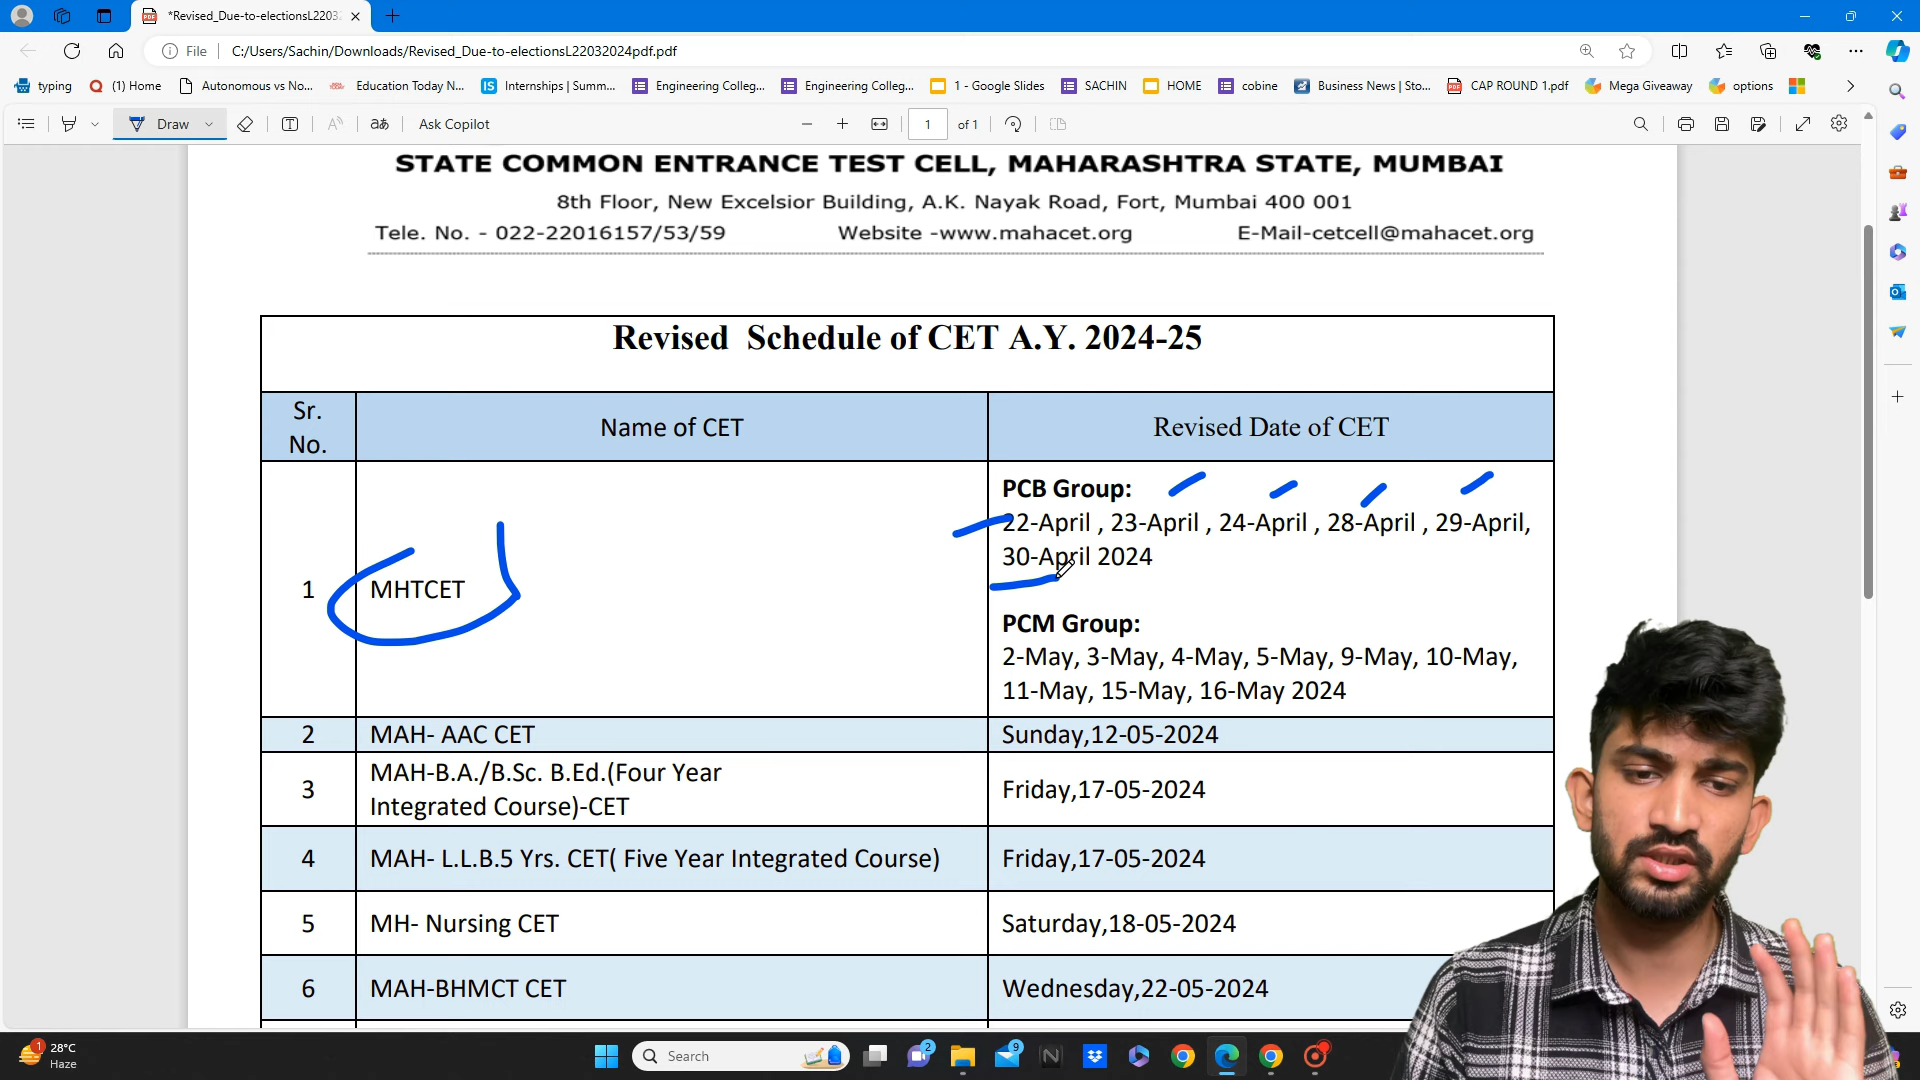 *Revised_Due-to-electionsL2203
File
C:/Users/Sachin/Downloads/Revised_Due-to-electionsL22032024pdf.pdf
typing
(1) Home
Autonomous vs No...
Education Today N...
Internships | Summ...
Engineering Colleg...
Engineering Colleg...
1 - Google Slides
SACHIN
HOME
cobine
Business News | Sto...
CAP ROUND 1.pdf
Mega Giveaway
options
Draw
Ask Copilot
1
of 1
STATE COMMON ENTRANCE TEST CELL, MAHARASHTRA STATE, MUMBAI
8th Floor, New Excelsior Building, A.K. Nayak Road, Fort, Mumbai 400 001
Tele. No. - 022-22016157/53/59
Website -www.mahacet.org
E-Mail-cetcell@mahacet.org
Revised Schedule of CET A.Y. 2024-25
Sr. No.
Name of CET
Revised Date of CET
1
MHTCET
PCB Group:
22-April , 23-April , 24-April , 28-April , 29-April,
30-April 2024
PCM Group:
2-May, 3-May, 4-May, 5-May, 9-May, 10-May,
11-May, 15-May, 16-May 2024
2
MAH- AAC CET
Sunday,12-05-2024
3
MAH-B.A./B.Sc. B.Ed.(Four Year
Integrated Course)-CET
Friday,17-05-2024
4
MAH- L.L.B.5 Yrs. CET( Five Year Integrated Course)
Friday,17-05-2024
5
MH- Nursing CET
Saturday,18-05-2024
6
MAH-BHMCT CET
Wednesday,22-05-2024
1
28°C
Haze
Search
2
9